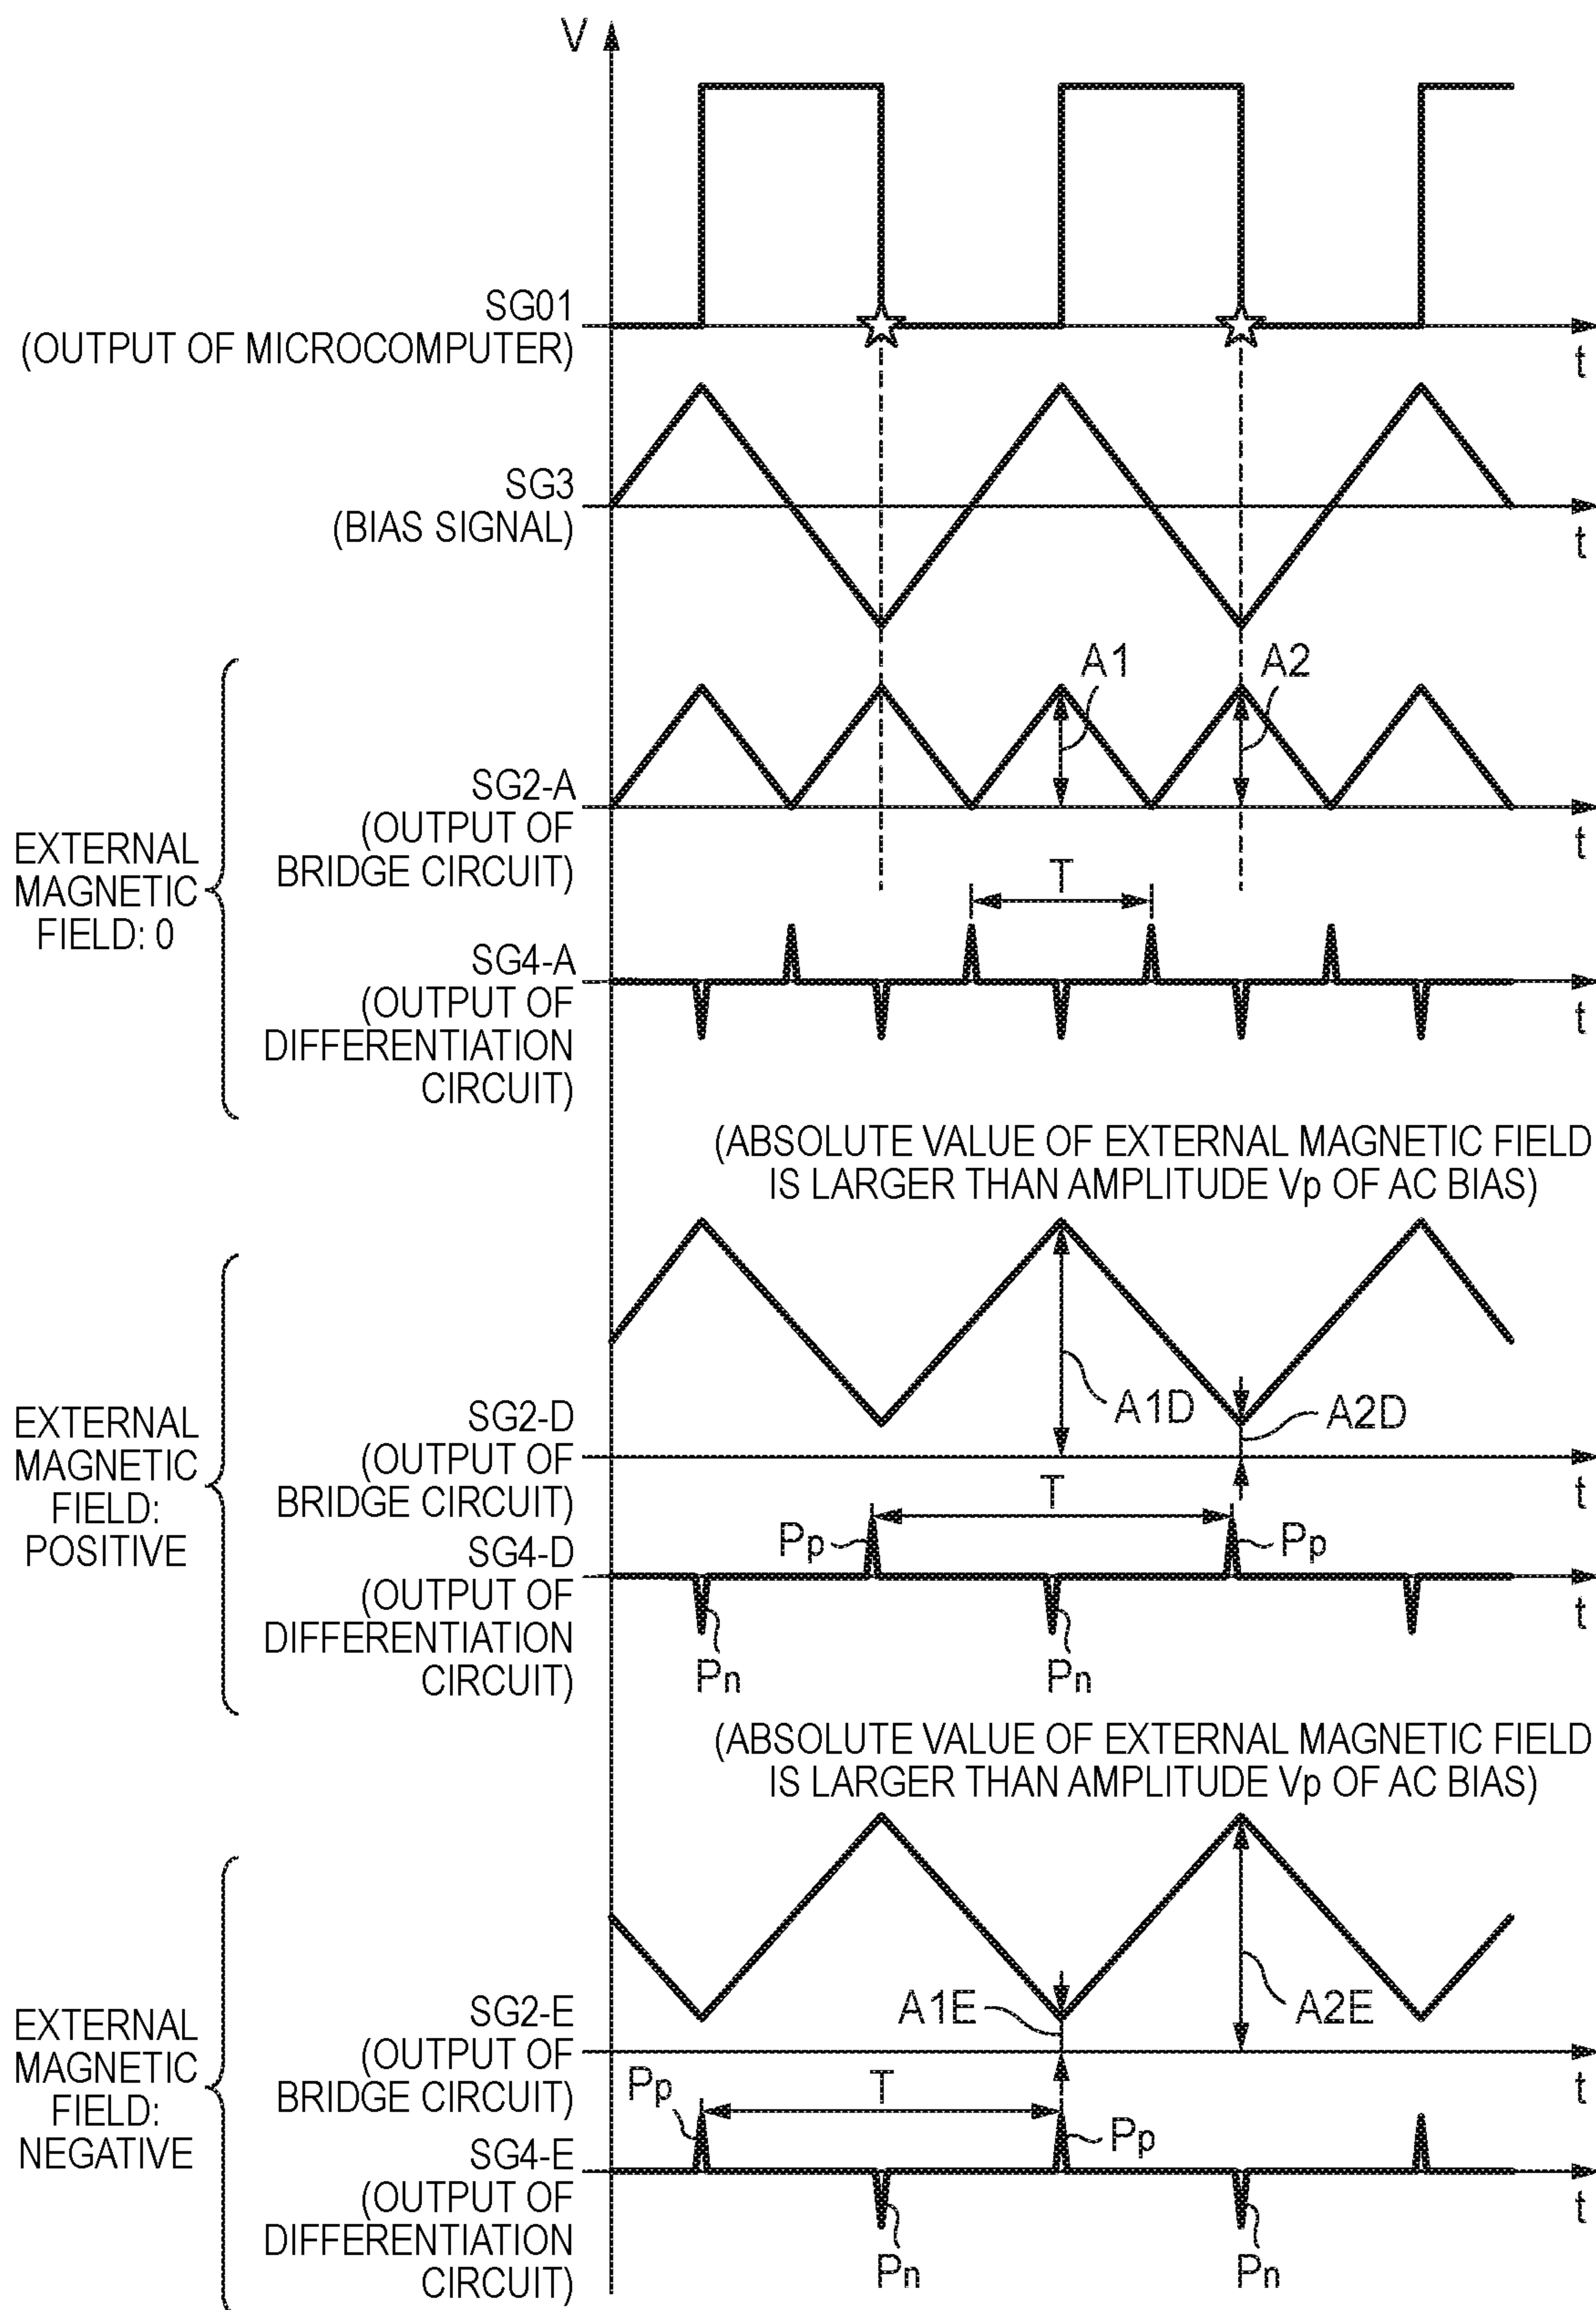 V
SG01
(OUTPUT OF MICROCOMPUTER)
t
SG3
(BIAS SIGNAL)
t
A1
A2
SG2-A
(OUTPUT OF
BRIDGE CIRCUIT)
t
EXTERNAL
MAGNETIC
FIELD: 0
T
SG4-A
(OUTPUT OF
DIFFERENTIATION
CIRCUIT)
t
(ABSOLUTE VALUE OF EXTERNAL MAGNETIC FIELD
IS LARGER THAN AMPLITUDE Vp OF AC BIAS)
A1D
A2D
SG2-D
(OUTPUT OF
BRIDGE CIRCUIT)
t
EXTERNAL
MAGNETIC
FIELD:
POSITIVE
T
Pp
Pp
SG4-D
(OUTPUT OF
DIFFERENTIATION
CIRCUIT)
t
Pn
Pn
(ABSOLUTE VALUE OF EXTERNAL MAGNETIC FIELD
IS LARGER THAN AMPLITUDE Vp OF AC BIAS)
A1E
A2E
SG2-E
(OUTPUT OF
BRIDGE CIRCUIT)
t
EXTERNAL
MAGNETIC
FIELD:
NEGATIVE
Pp
T
Pp
SG4-E
(OUTPUT OF
DIFFERENTIATION
CIRCUIT)
t
Pn
Pn